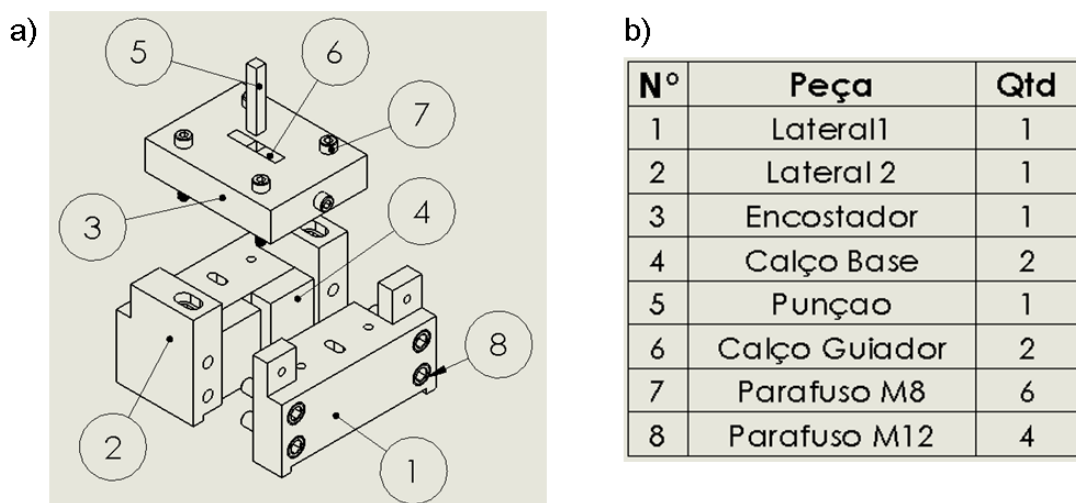 a)
5
6
7
3
4
8
2
1
b)
Nº Peça Qtd
1 Lateral1 1
2 Lateral 2 1
3 Encostador 1
4 Calço Base 2
5 Punçao 1
6 Calço Guiador 2
7 Parafuso M8 6
8 Parafuso M12 4